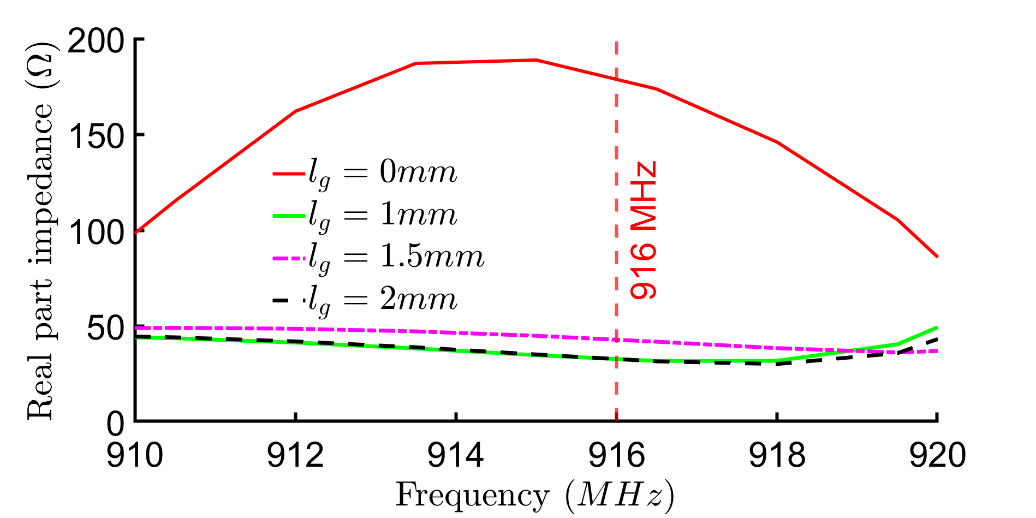 Real part impedance (Ω)
200
150
100
50
0
l_g = 0mm
l_g = 1mm
l_g = 1.5mm
l_g = 2mm
916 MHz
910 912 914 916 918 920
Frequency (MHz)